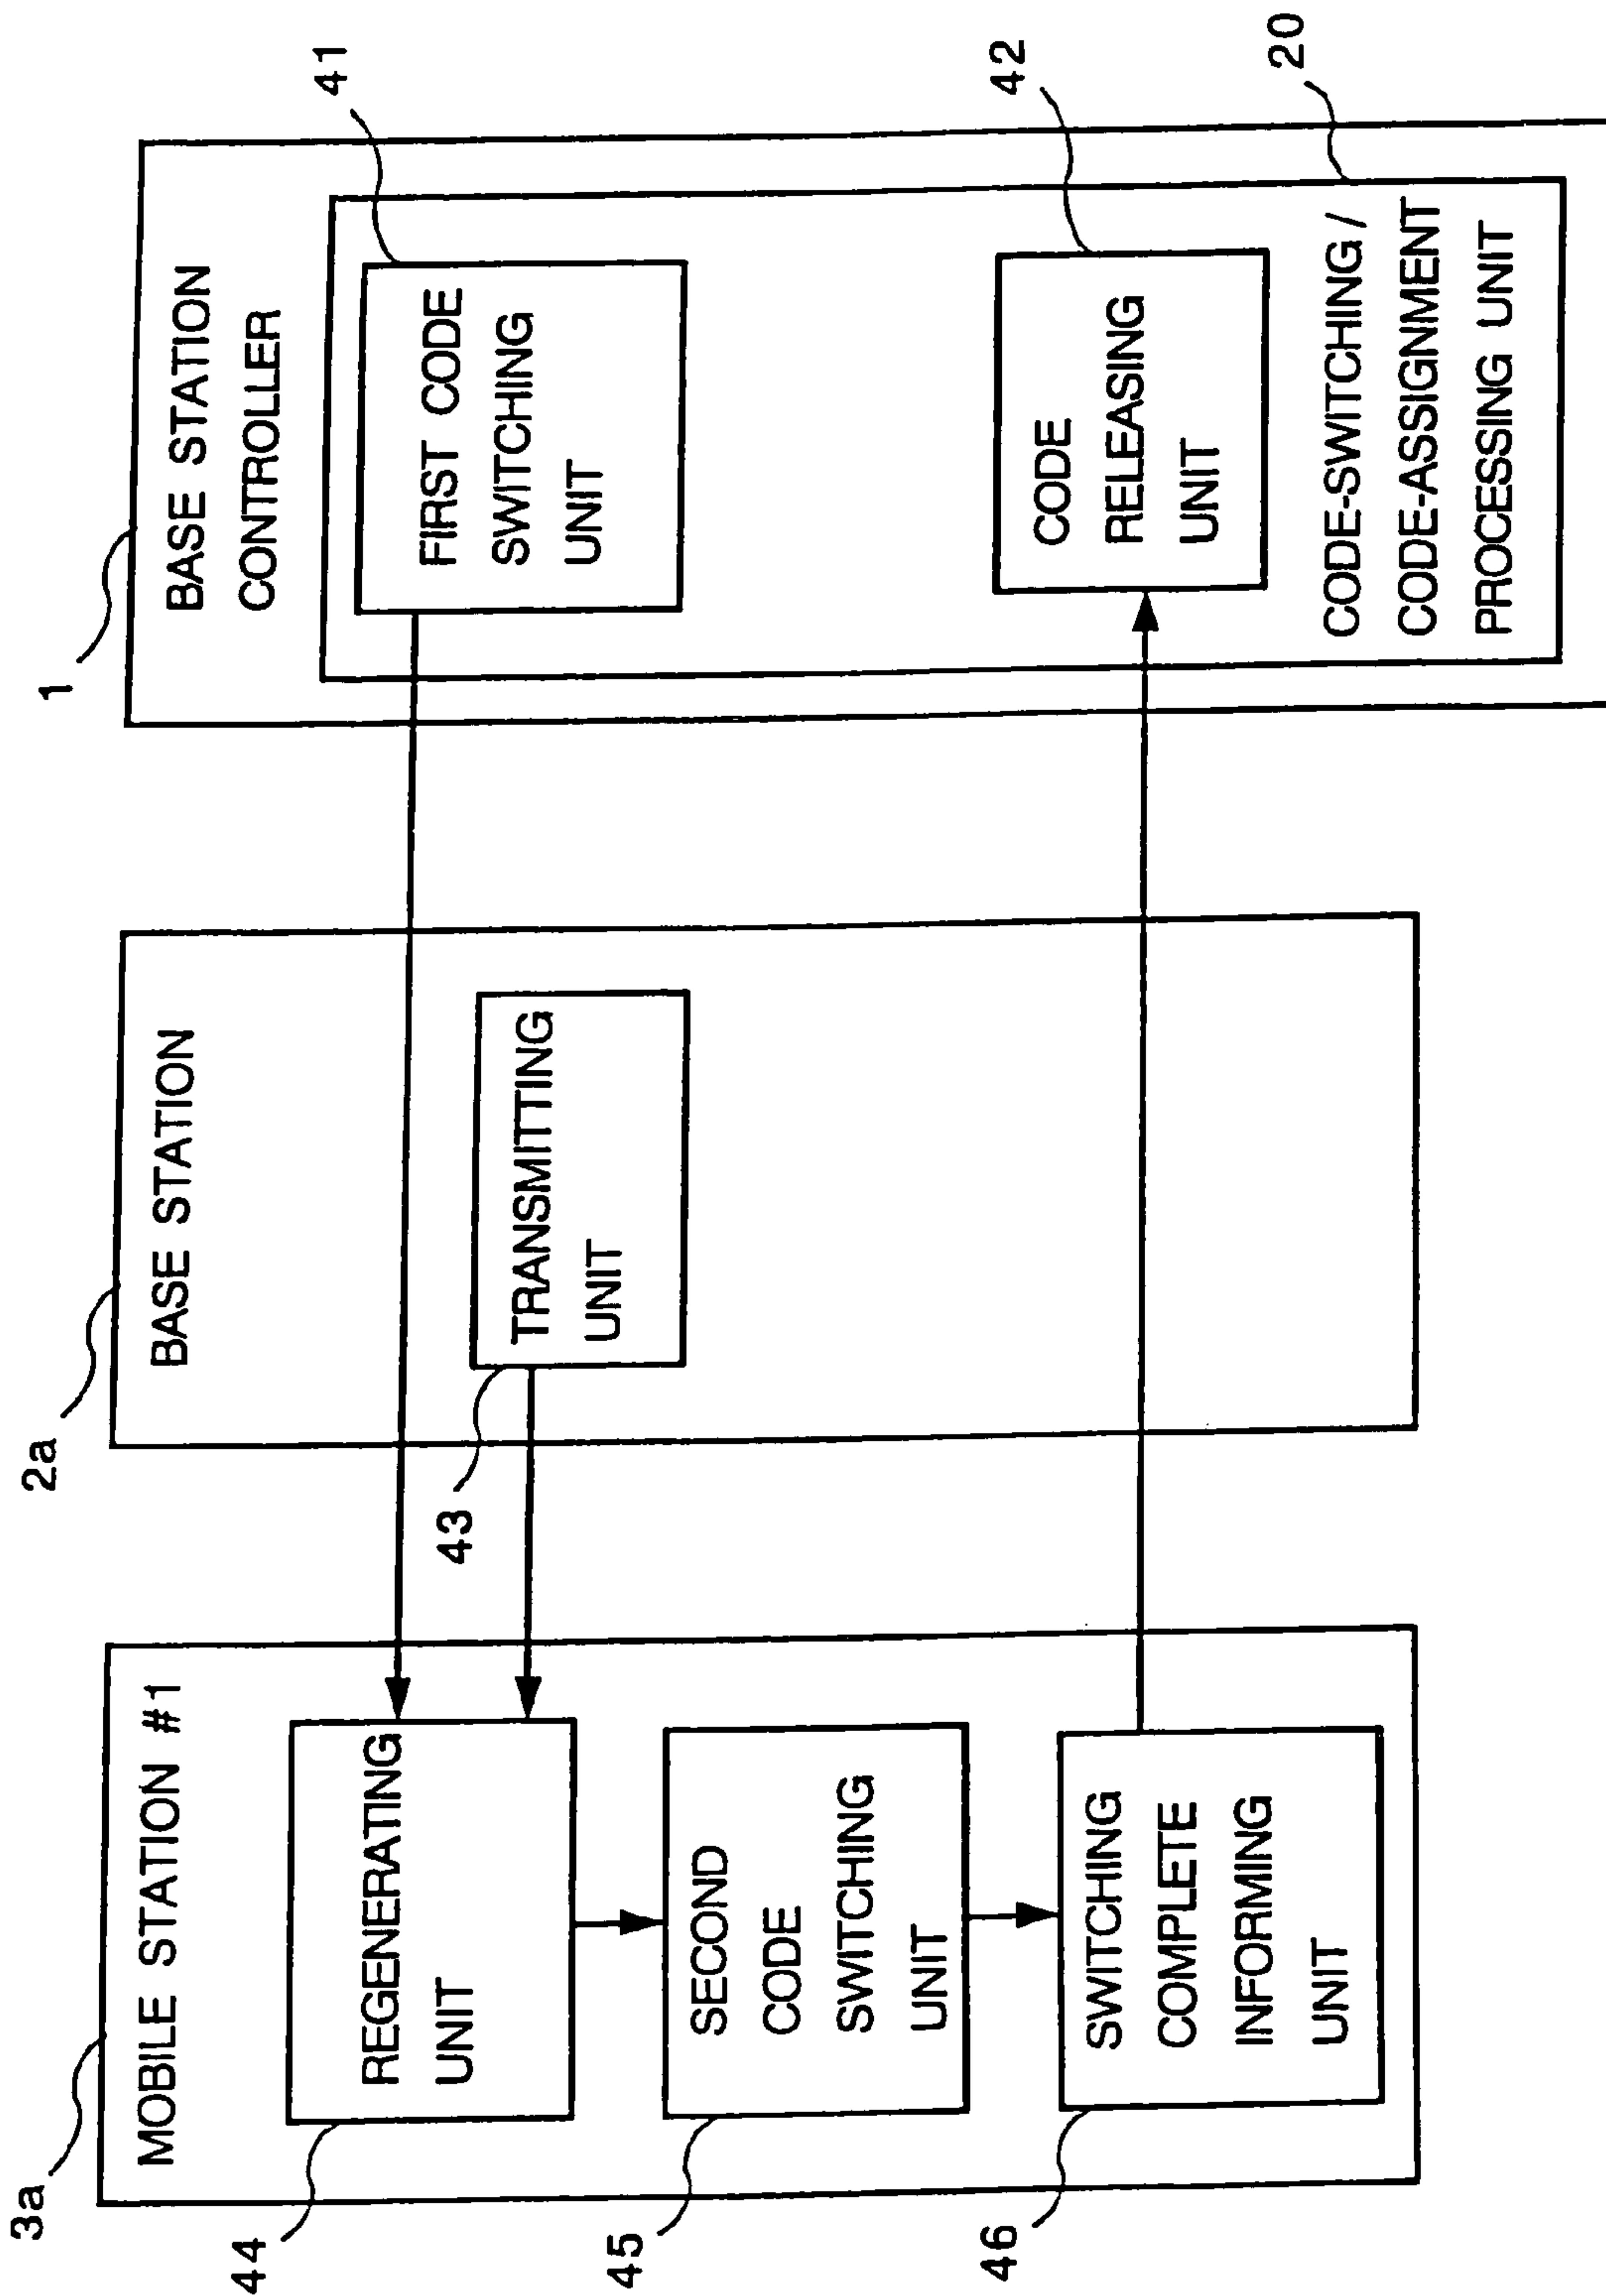 3a
MOBILE STATION #1
44
REGENERATING
UNIT
45
SECOND
CODE
SWITCHING
UNIT
46
SWITCHING
COMPLETE
INFORMING
UNIT
2a
BASE STATION
43
TRANSMITTING
UNIT
1
BASE STATION
CONTROLLER
41
FIRST CODE
SWITCHING
UNIT
42
CODE
RELEASING
UNIT
20
CODE-SWITCHING /
CODE-ASSIGNMENT
PROCESSING UNIT